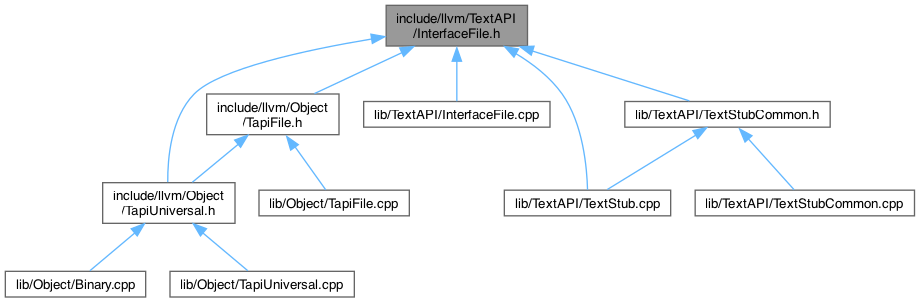 include/llvm/TextAPI
/InterfaceFile.h
include/llvm/Object
/TapiFile.h
lib/TextAPI/InterfaceFile.cpp
lib/TextAPI/TextStubCommon.h
include/llvm/Object
/TapiUniversal.h
lib/Object/TapiFile.cpp
lib/TextAPI/TextStub.cpp
lib/TextAPI/TextStubCommon.cpp
lib/Object/Binary.cpp
lib/Object/TapiUniversal.cpp